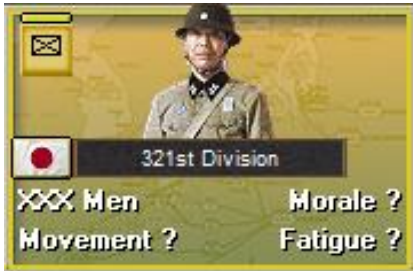 321st Division
XXX Men Morale ?
Movement ? Fatigue ?